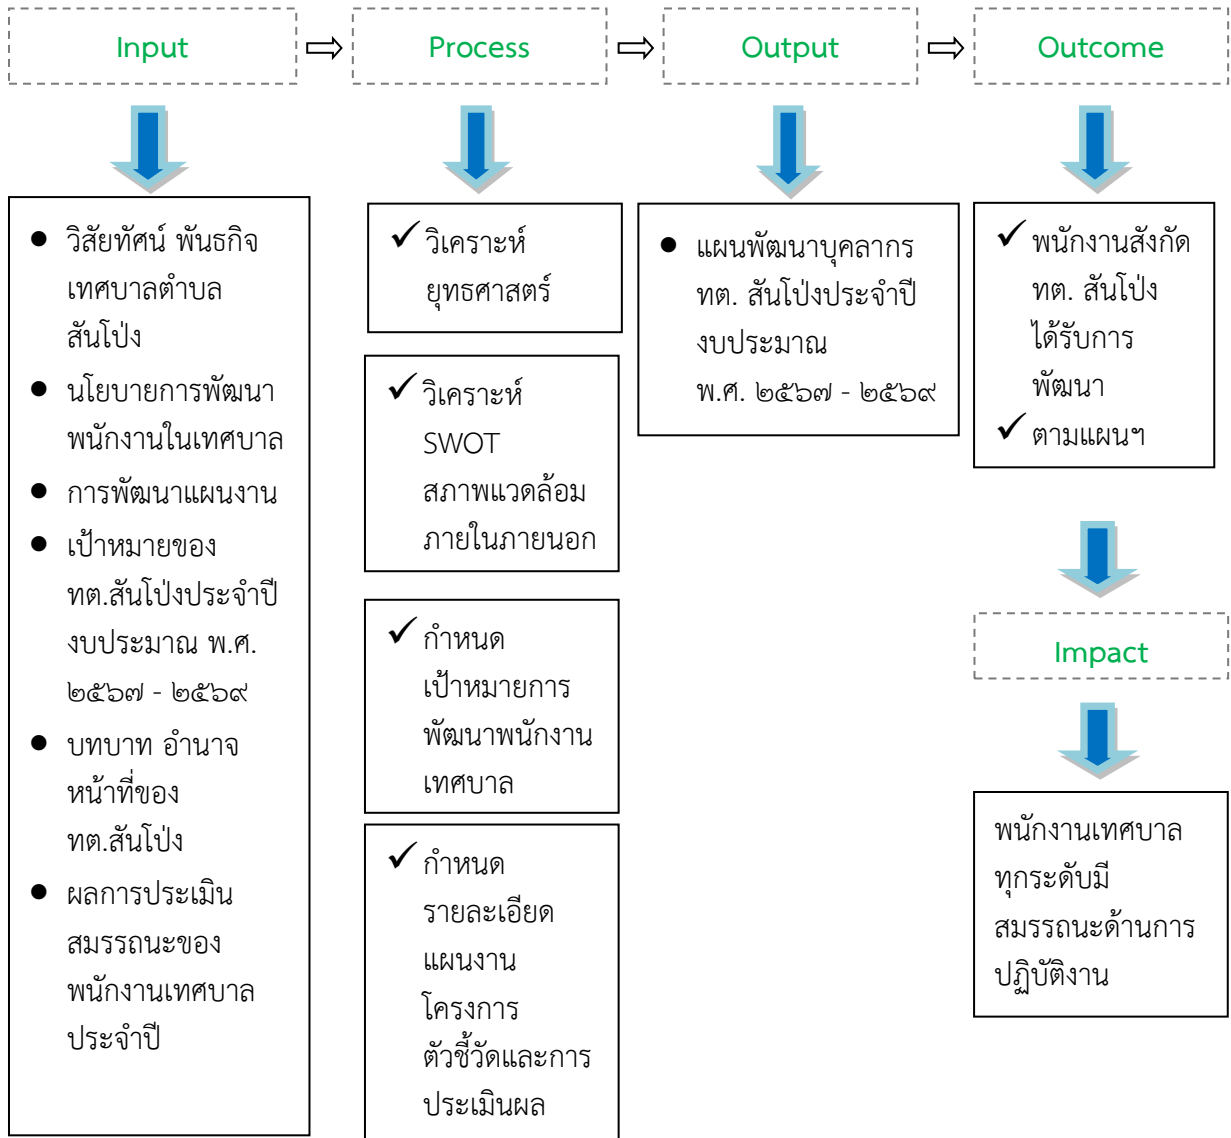 Input
Process
Output
Outcome
วิสัยทัศน์ พันธกิจ
เทศบาลตำบล
สันโป่ง
นโยบายการพัฒนา
พนักงานในเทศบาล
การพัฒนาแผนงาน
เป้าหมายของ
ทต.สันโป่งประจำปี
งบประมาณ พ.ศ.
๒๕๖๗ - ๒๕๖๙
บทบาท อำนาจ
หน้าที่ของ
ทต.สันโป่ง
ผลการประเมิน
สมรรถนะของ
พนักงานเทศบาล
ประจำปี
วิเคราะห์
ยุทธศาสตร์
วิเคราะห์
SWOT
สภาพแวดล้อม
ภายในภายนอก
กำหนด
เป้าหมายการ
พัฒนาพนักงาน
เทศบาล
กำหนด
รายละเอียด
แผนงาน
โครงการ
ตัวชี้วัดและการ
ประเมินผล
แผนพัฒนาบุคลากร
ทต. สันโป่งประจำปี
งบประมาณ
พ.ศ. ๒๕๖๗ - ๒๕๖๙
พนักงานสังกัด
ทต. สันโป่ง
ได้รับการ
พัฒนา
ตามแผนฯ
Impact
พนักงานเทศบาล
ทุกระดับมี
สมรรถนะด้านการ
ปฏิบัติงาน